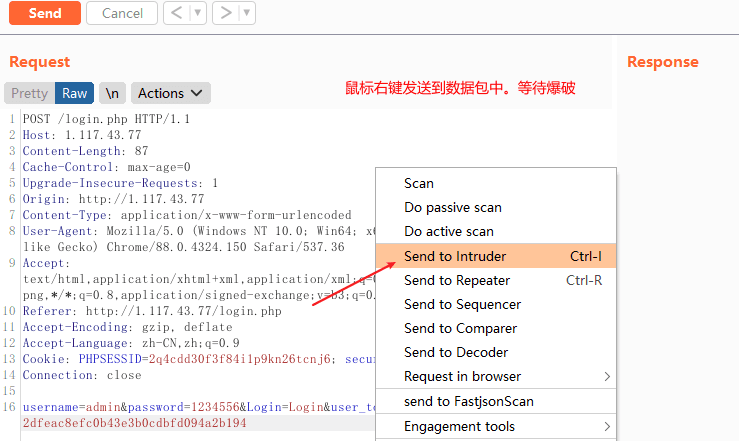 Send
Cancel
<
>
Request
Response
Pretty
Raw
\n
Actions
鼠标右键发送到数据包中。等待爆破
1 POST /login.php HTTP/1.1
2 Host: 1.117.43.77
3 Content-Length: 87
4 Cache-Control: max-age=0
5 Upgrade-Insecure-Requests: 1
6 Origin: http://1.117.43.77
7 Content-Type: application/x-www-form-urlencoded
8 User-Agent: Mozilla/5.0 (Windows NT 10.0; Win64;
like Gecko) Chrome/88.0.4324.150 Safari/537.36
9 Accept:
text/html,application/xhtml+xml,application/xml;q=
png,*/*;q=0.8,application/signed-exchange;v=b3;q=0.
10 Referer: http://1.117.43.77/login.php
11 Accept-Encoding: gzip, deflate
12 Accept-Language: zh-CN,zh;q=0.9
13 Cookie: PHPSESSID=2q4cdd30f3f84i1p9kn26tcnj6; secur
14 Connection: close
15
16 username=admin&password=1234556&Login=Login&user_to
2dfeac8efc0b43e3b0cdbfd094a2b194
Scan
Do passive scan
Do active scan
Send to Intruder Ctrl-I
Send to Repeater Ctrl-R
Send to Sequencer
Send to Comparer
Send to Decoder
Request in browser >
send to FastjsonScan
Engagement tools >